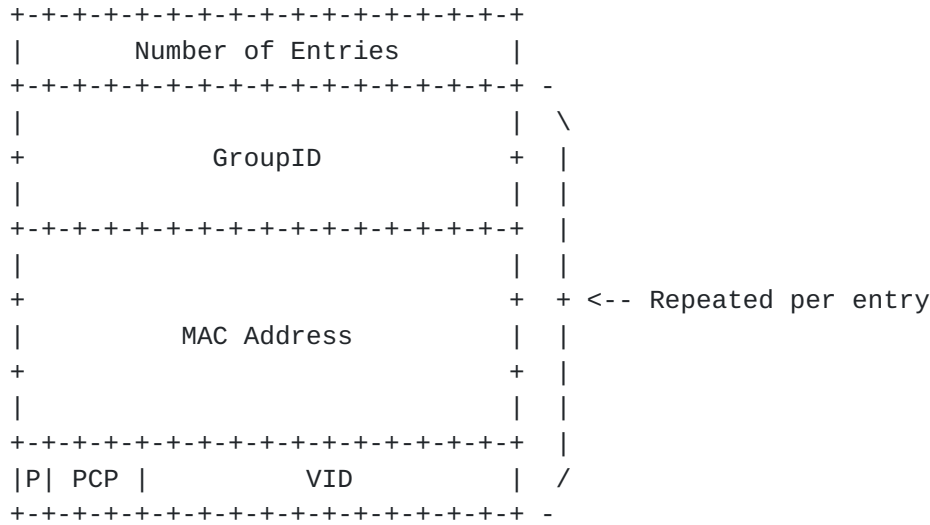 +-+-+-+-+-+-+-+-+-+-+-+-+-+-+-+-+
|       Number of Entries       |
+-+-+-+-+-+-+-+-+-+-+-+-+-+-+-+-+ -
|                               |  \
+            GroupID            +  |
|                               |  |
+-+-+-+-+-+-+-+-+-+-+-+-+-+-+-+-+  |
|                               |  |
+                               +  + <-- Repeated per entry
|          MAC Address          |  |
+                               +  |
|                               |  |
+-+-+-+-+-+-+-+-+-+-+-+-+-+-+-+-+  |
|P| PCP |          VID          |  /
+-+-+-+-+-+-+-+-+-+-+-+-+-+-+-+-+ -